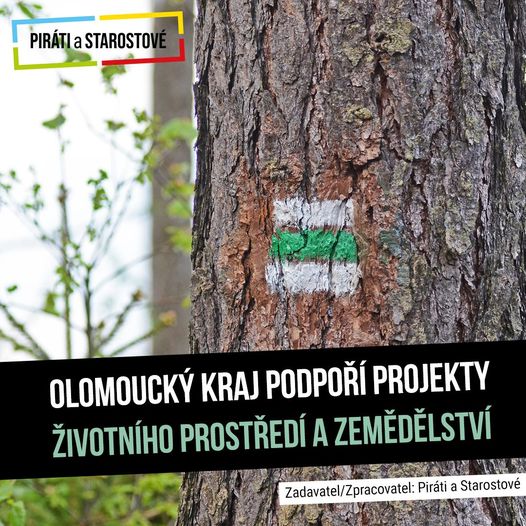 PIRÁTI a STAROSTOVÉ
OLOMOUCKÝ KRAJ PODPOŘÍ PROJEKTY
ŽIVOTNÍHO PROSTŘEDÍ A ZEMĚDĚLSTVÍ
Zadavatel/Zpracovatel: Piráti a Starostové